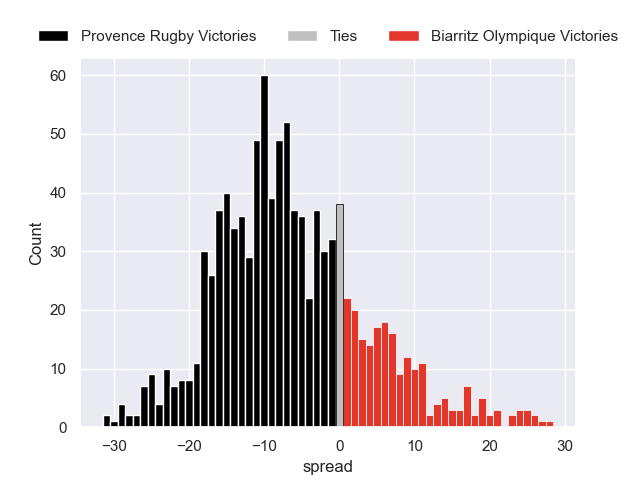 Provence Rugby Victories Ties Biarritz Olympique Victories
60
50
40
30
20
10
0
Count
−30 −20 −10 0 10 20 30
spread